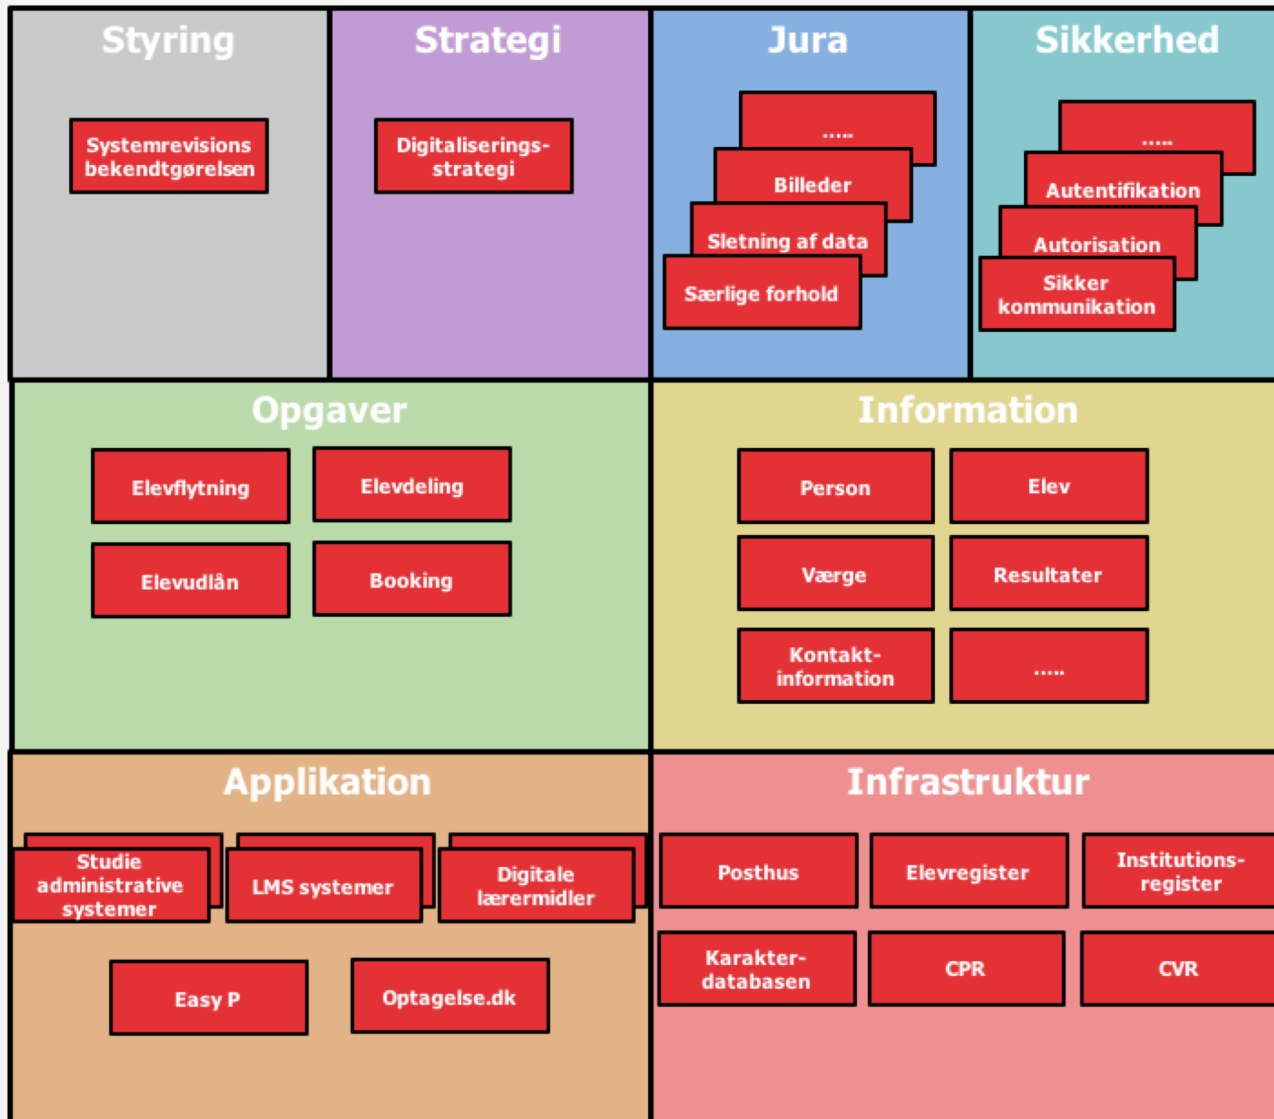 Styring
Systemrevisions
bekendtgørelsen
Strategi
Digitaliserings-
strategi
Jura
.....
Billeder
Sletning af data
Særlige forhold
Sikkerhed
.....
Autentifikation
Autorisation
Sikker
kommunikation
Opgaver
Elevflytning
Elevdeling
Elevudlån
Booking
Information
Person
Elev
Værge
Resultater
Kontakt-
information
.....
Applikation
Studie
administrative
systemer
LMS systemer
Digitale
lærermidler
Easy P
Optagelse.dk
Infrastruktur
Posthus
Elevregister
Institutions-
register
Karakter-
databasen
CPR
CVR